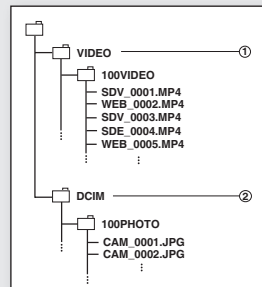 VIDEO ①
100VIDEO
SDV_0001.MP4
WEB_0002.MP4
SDV_0003.MP4
SDE_0004.MP4
WEB_0005.MP4
DCIM ②
100PHOTO
CAM_0001.JPG
CAM_0002.JPG